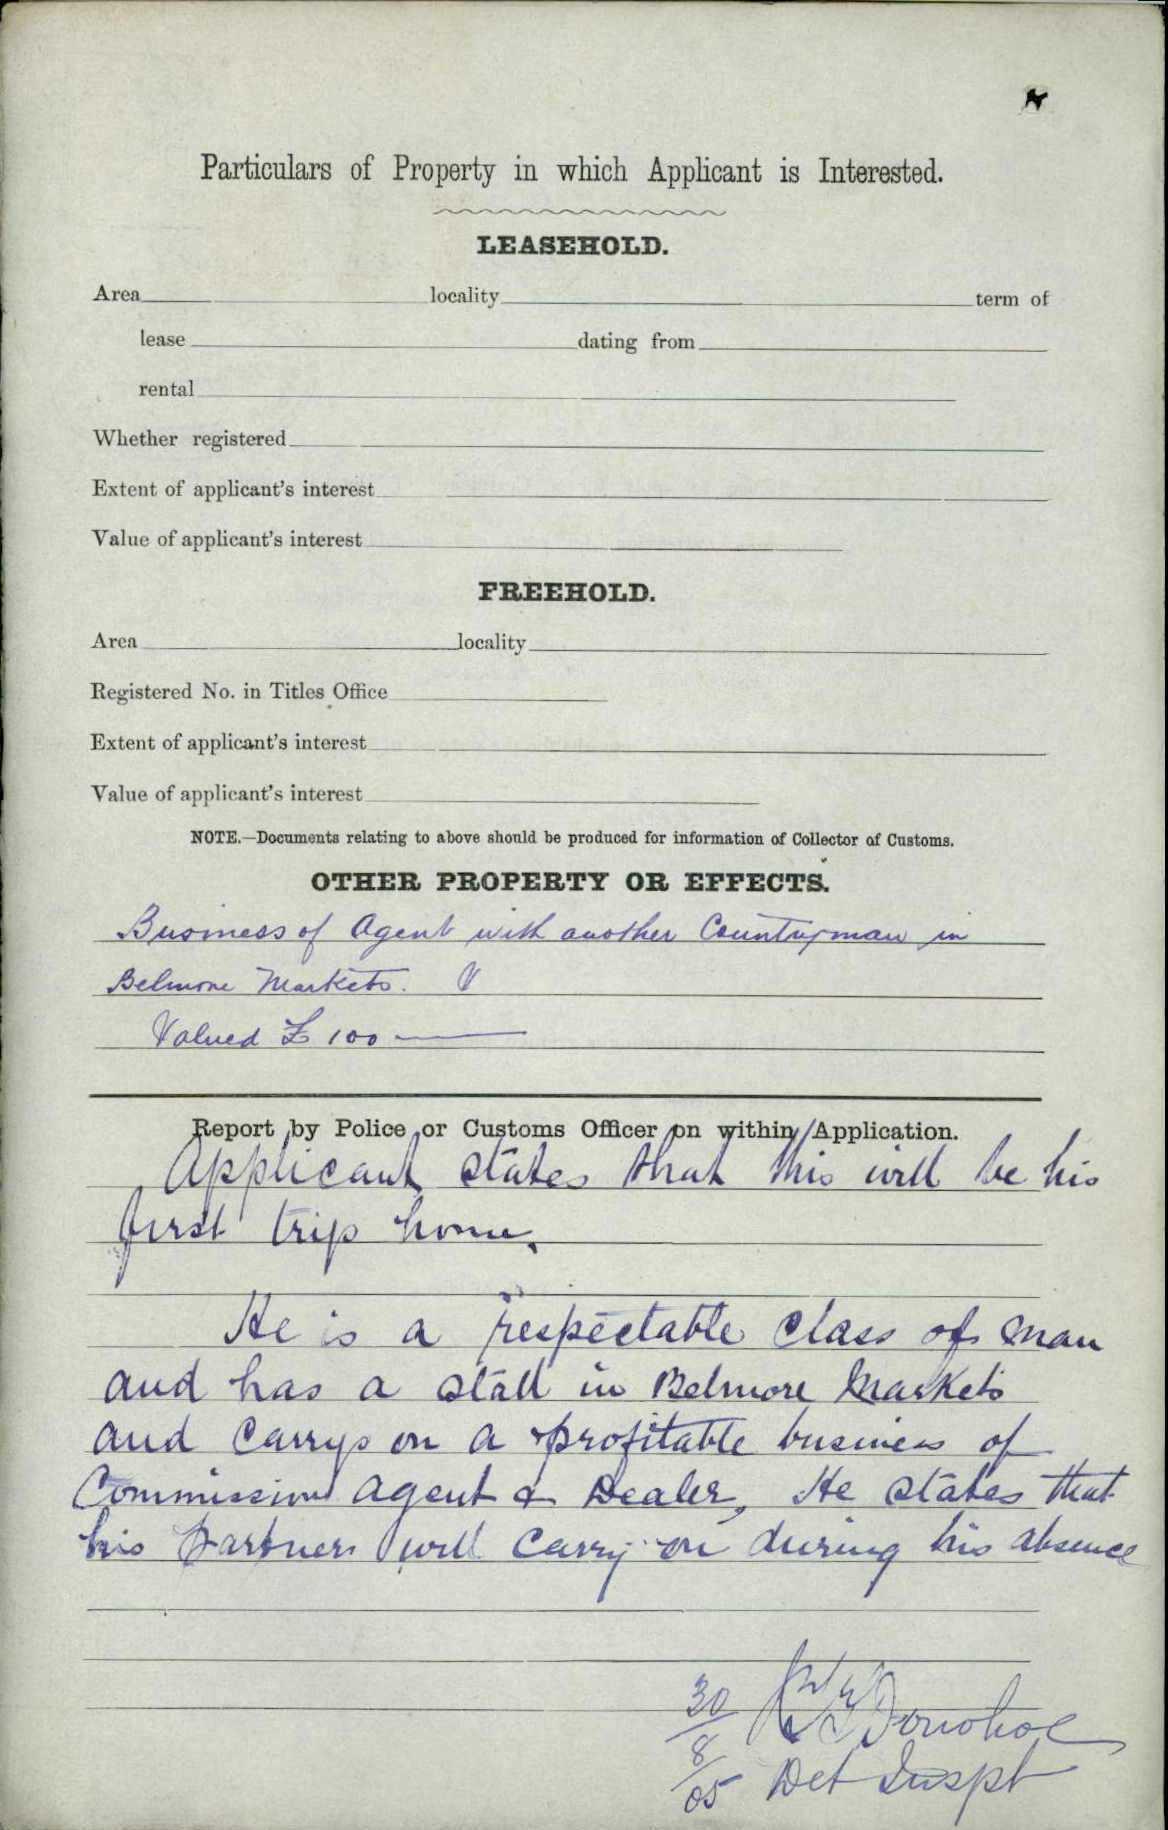 Particulars of Property in which Applicant is Interested.
LEASEHOLD.
Area locality term of
lease dating from
rental
Whether registered
Extent of applicant's interest
Value of applicant's interest
FREEHOLD.
Area locality
Registered No. in Titles Office
Extent of applicant's interest
Value of applicant's interest
NOTE.—Documents relating to above should be produced for information of Collector of Customs.
OTHER PROPERTY OR EFFECTS.
Business of Agent with another Countryman in
Belmore Markets.
Valued £ 100
Report by Police or Customs Officer on within Application.
Applicant states that this will be his
first trip home.
He is a respectable class of man
and has a stall in Belmore Markets
and carrys on a profitable business of
Commission agent & Dealer, He states that
his partner will carry on during his absence
30/8/05 Donohoe
Det Inspt